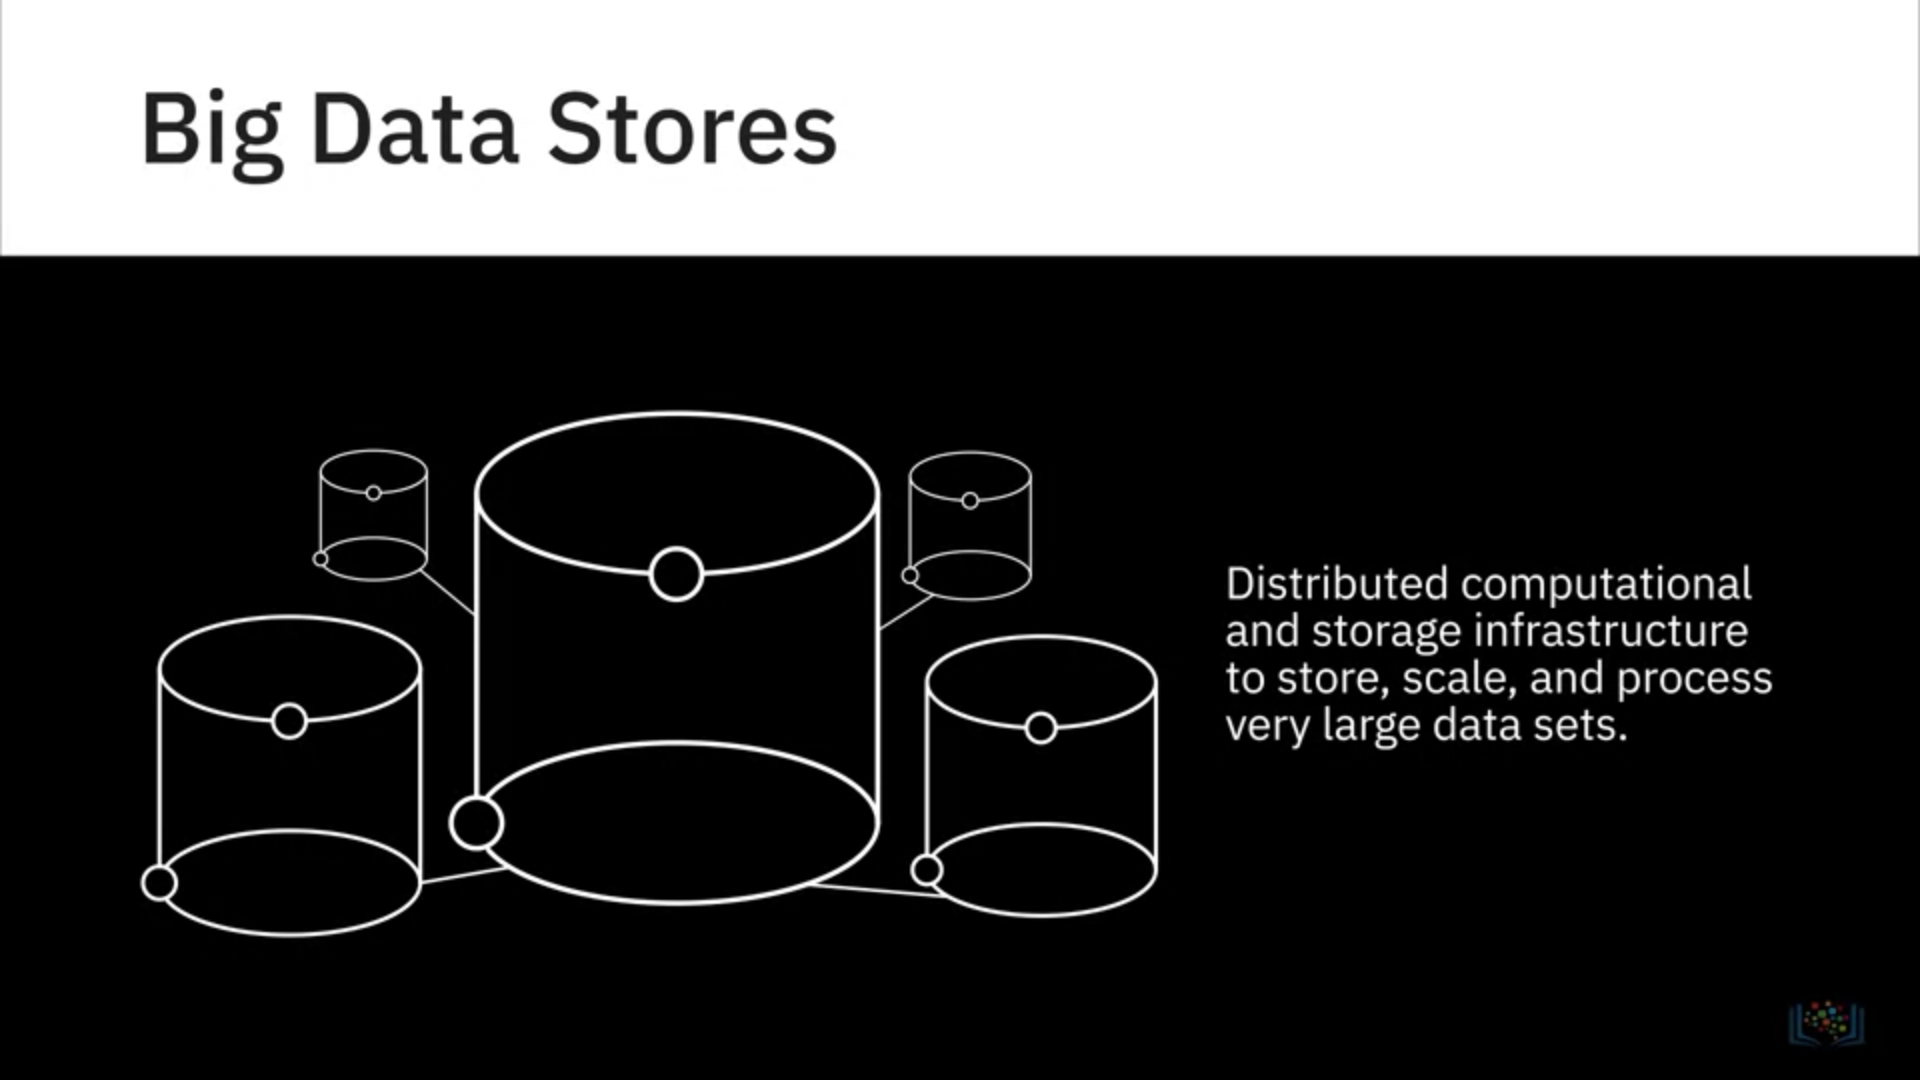 Big Data Stores
Distributed computational
and storage infrastructure
to store, scale, and process
very large data sets.